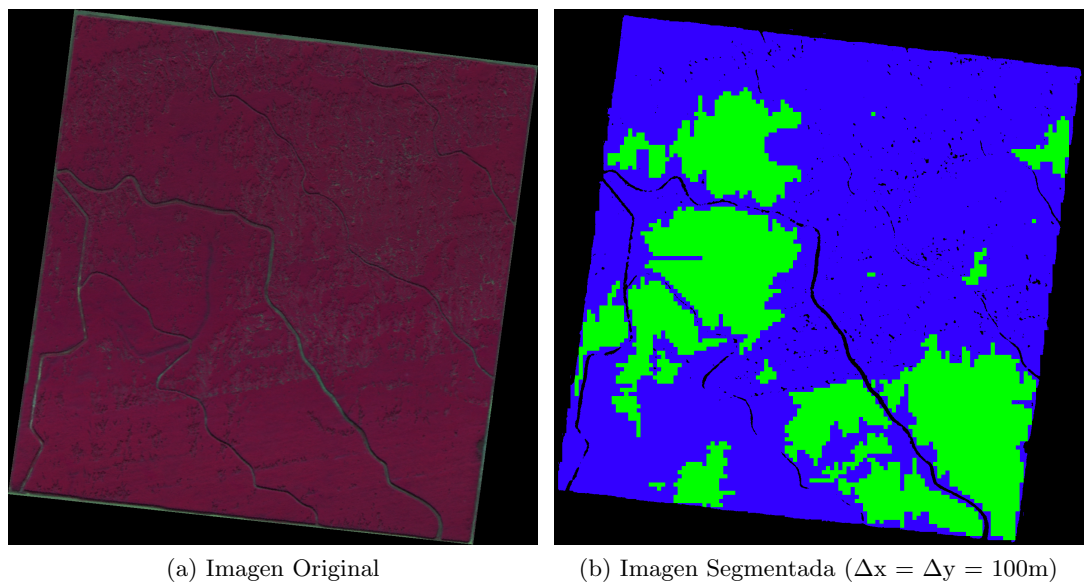 (a) Imagen Original
(b) Imagen Segmentada (Δx = Δy = 100m)